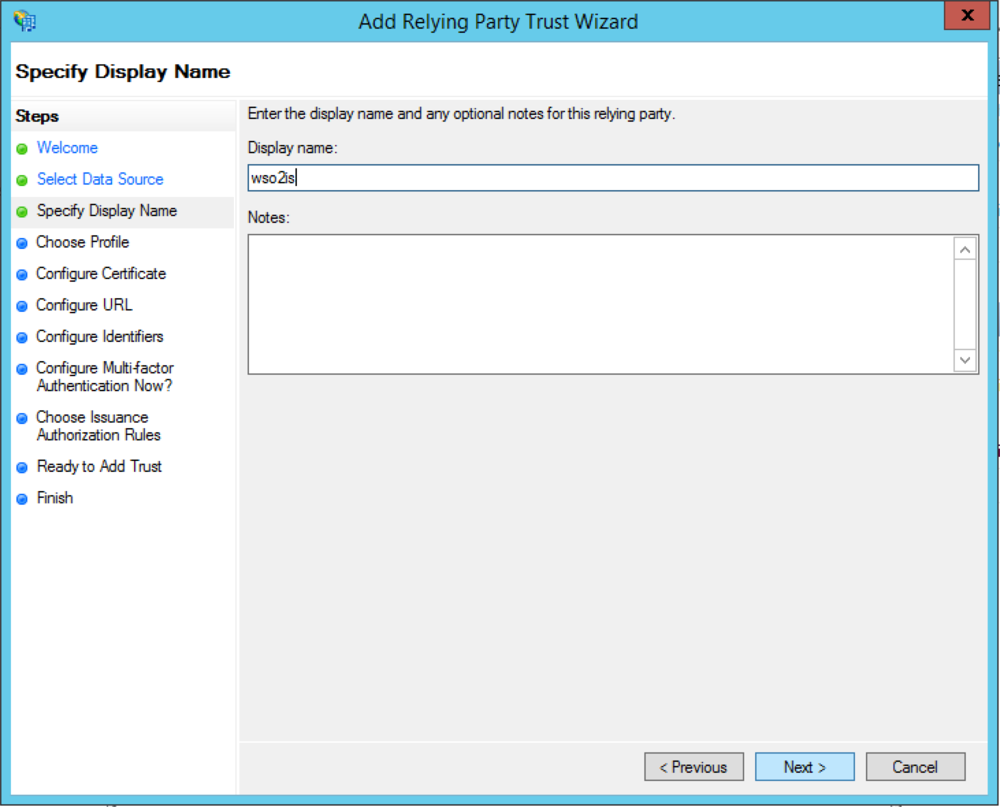 Add Relying Party Trust Wizard
X
Specify Display Name
Steps
Welcome
Select Data Source
Specify Display Name
Choose Profile
Configure Certificate
Configure URL
Configure Identifiers
Configure Multi-factor
Authentication Now?
Choose Issuance
Authorization Rules
Ready to Add Trust
Finish
Enter the display name and any optional notes for this relying party.
Display name:
wso2is
Notes:
< Previous
Next >
Cancel